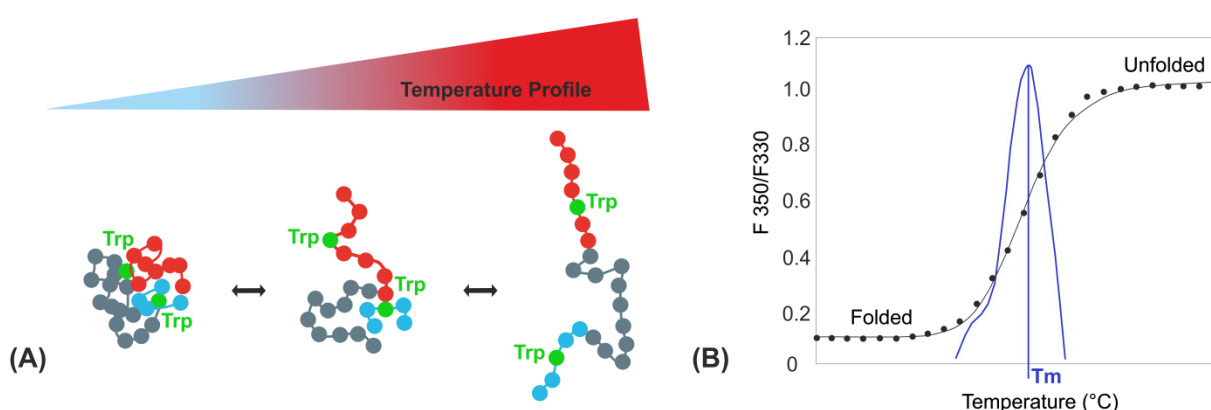 Temperature Profile
Trp
Trp
Trp
Trp
Trp
Trp
(A)
1.2
1.0
0.8
0.6
0.4
0.2
0
F 350/F330
Unfolded
Folded
Tm
Temperature (°C)
(B)